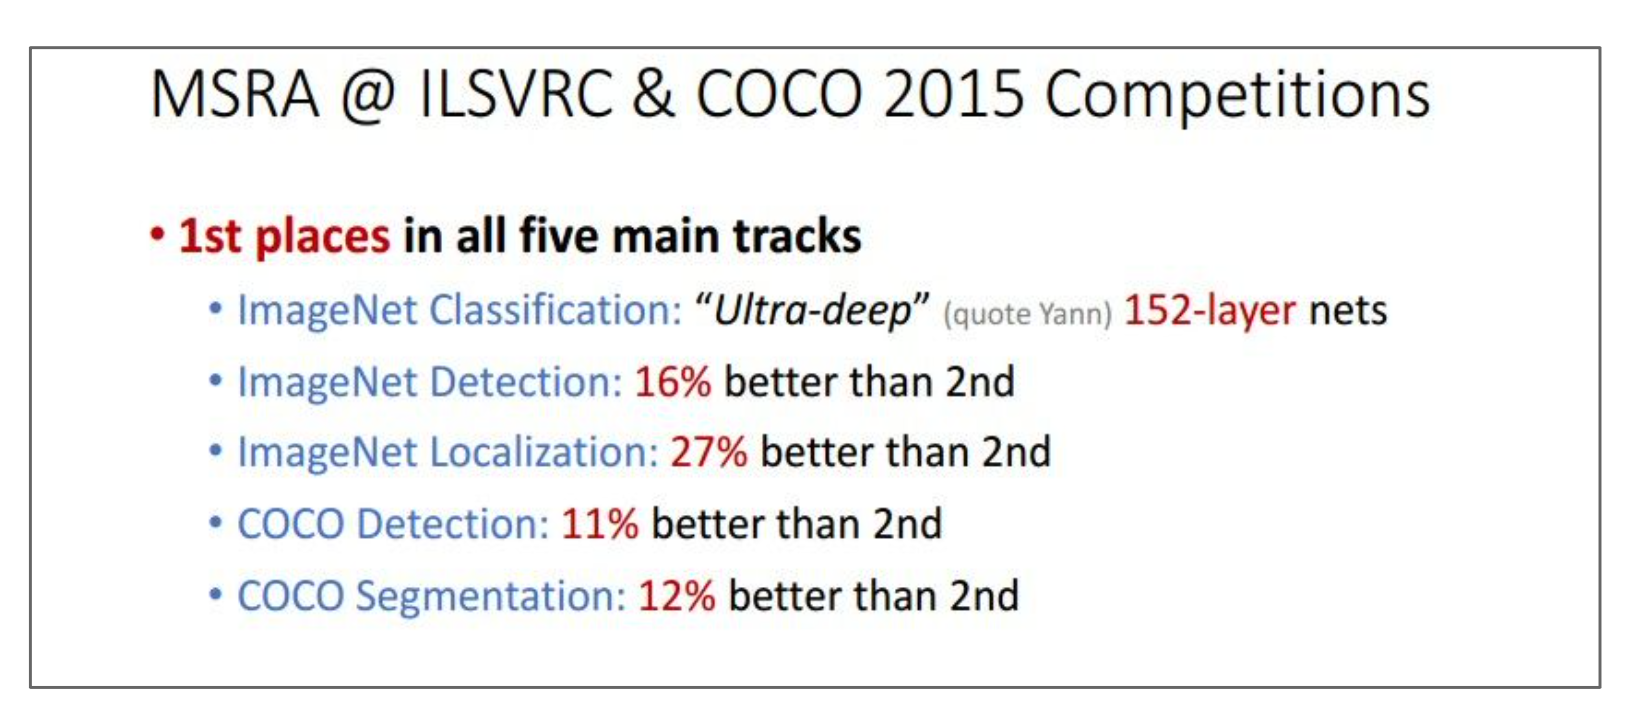 MSRA @ ILSVRC & COCO 2015 Competitions
• 1st places in all five main tracks
• ImageNet Classification: “Ultra-deep” (quote Yann) 152-layer nets
• ImageNet Detection: 16% better than 2nd
• ImageNet Localization: 27% better than 2nd
• COCO Detection: 11% better than 2nd
• COCO Segmentation: 12% better than 2nd